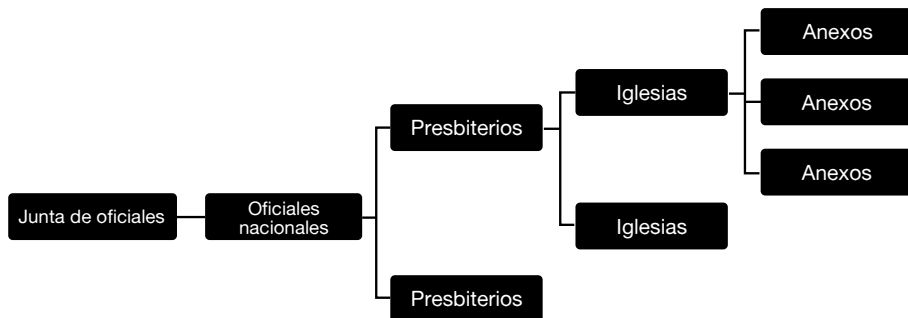 Anexos
Iglesias
Anexos
Presbiterios
Anexos
Junta de oficiales
Oficiales
nacionales
Iglesias
Presbiterios